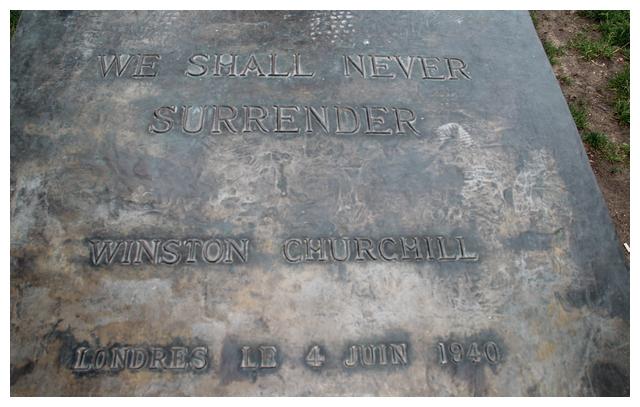 WE SHALL NEVER
SURRENDER
WINSTON CHURCHILL
LONDRES LE 4 JUIN 1940